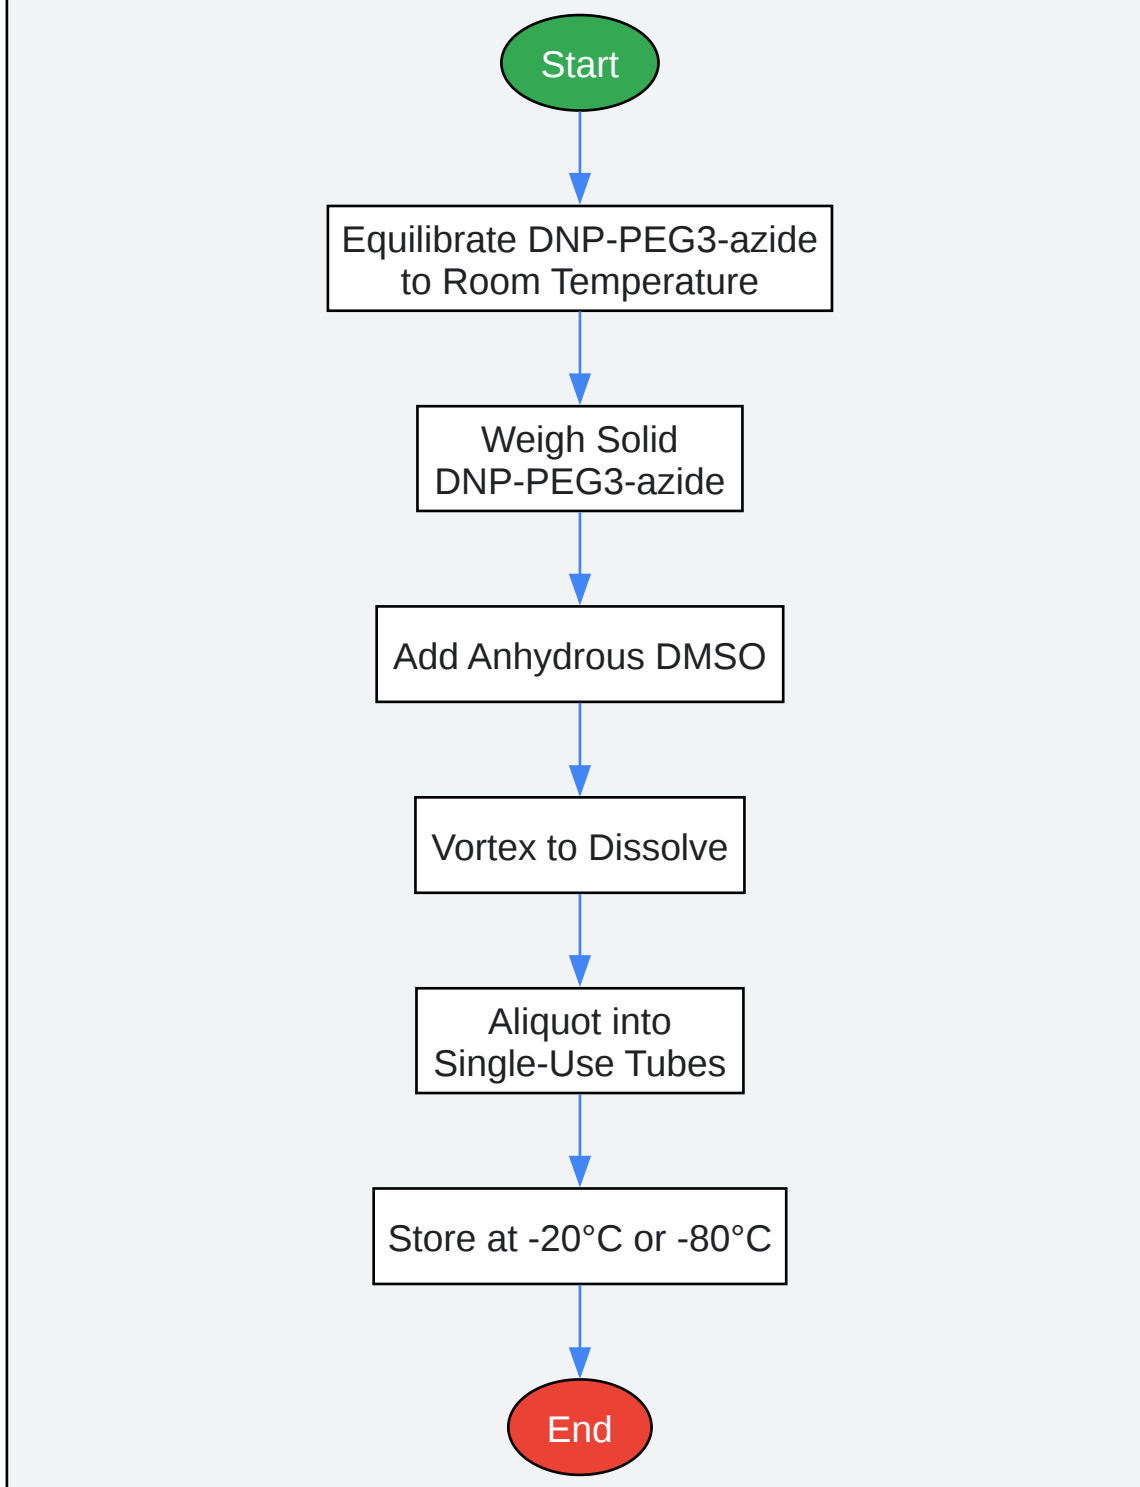 Start
Equilibrate DNP-PEG3-azide
to Room Temperature
Weigh Solid
DNP-PEG3-azide
Add Anhydrous DMSO
Vortex to Dissolve
Aliquot into
Single-Use Tubes
Store at -20°C or -80°C
End